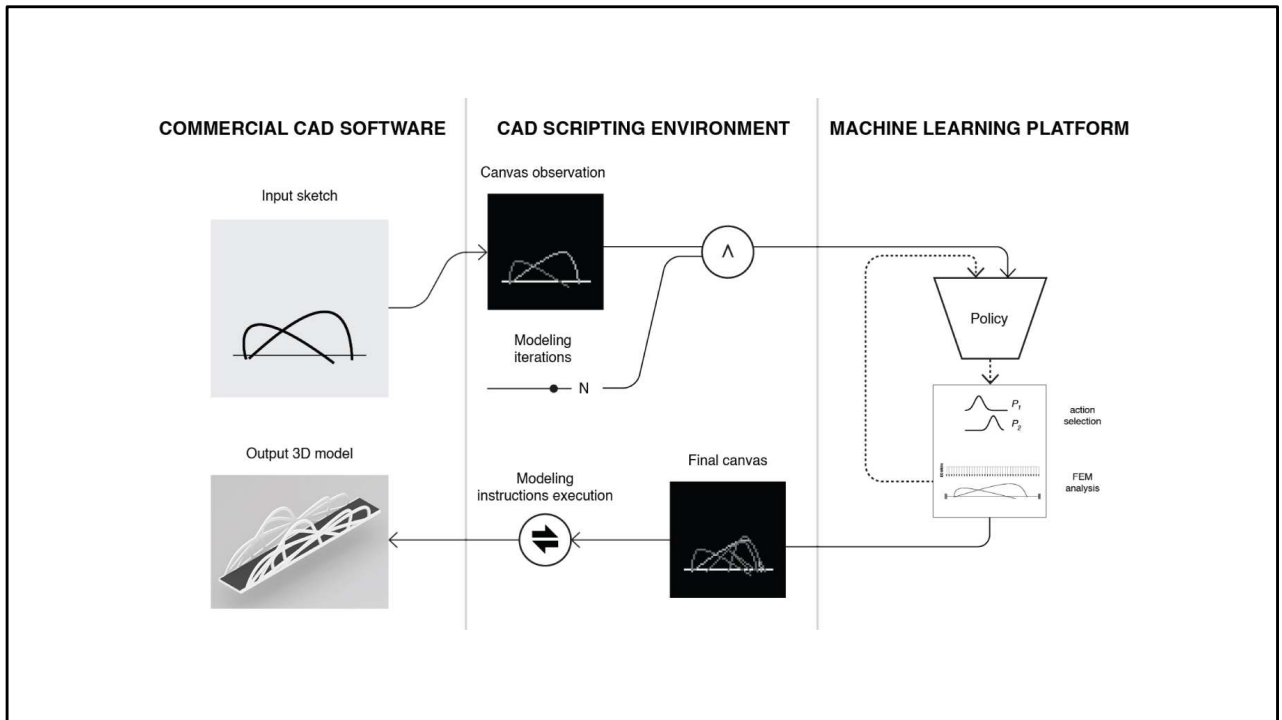 COMMERCIAL CAD SOFTWARE
CAD SCRIPTING ENVIRONMENT
MACHINE LEARNING PLATFORM
Input sketch
Canvas observation
Modeling
iterations
N
Policy
P1
P2
action
selection
FEM
analysis
Output 3D model
Modeling
instructions execution
Final canvas